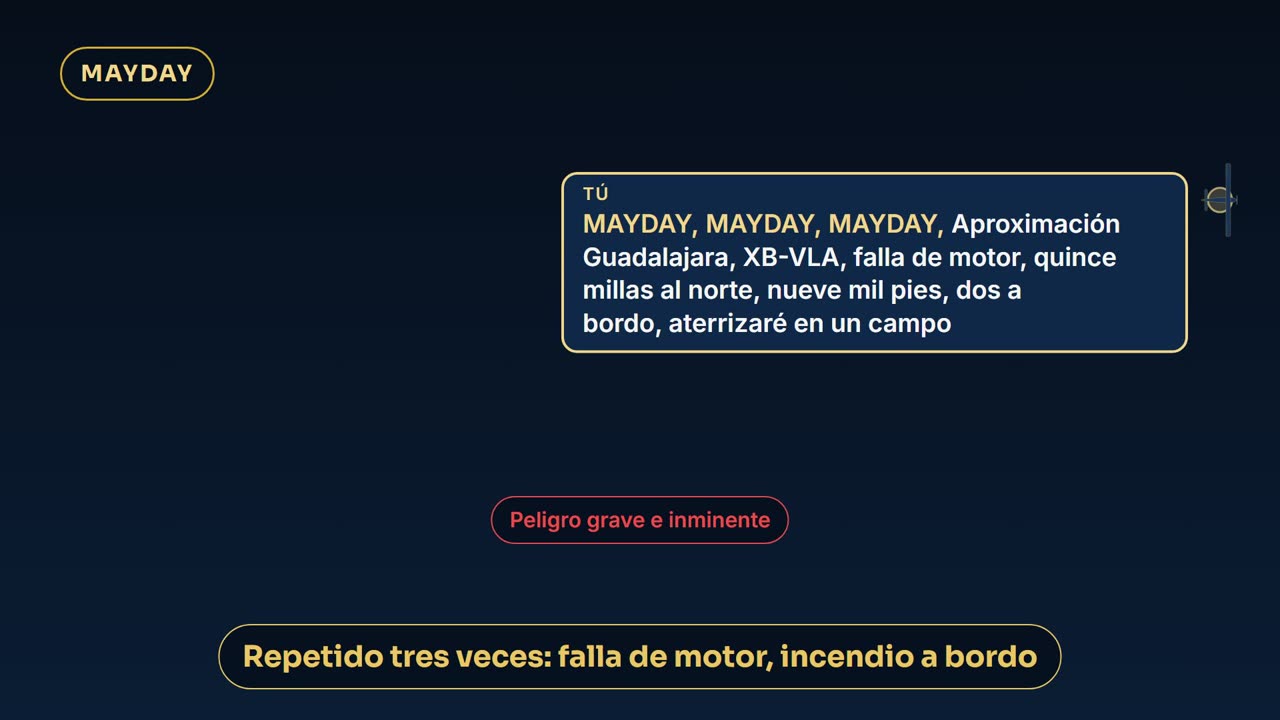 MAYDAY
TÚ
MAYDAY, MAYDAY, MAYDAY, Aproximación
Guadalajara, XB-VLA, falla de motor, quince
millas al norte, nueve mil pies, dos a
bordo, aterrizaré en un campo
Peligro grave e inminente
Repetido tres veces: falla de motor, incendio a bordo